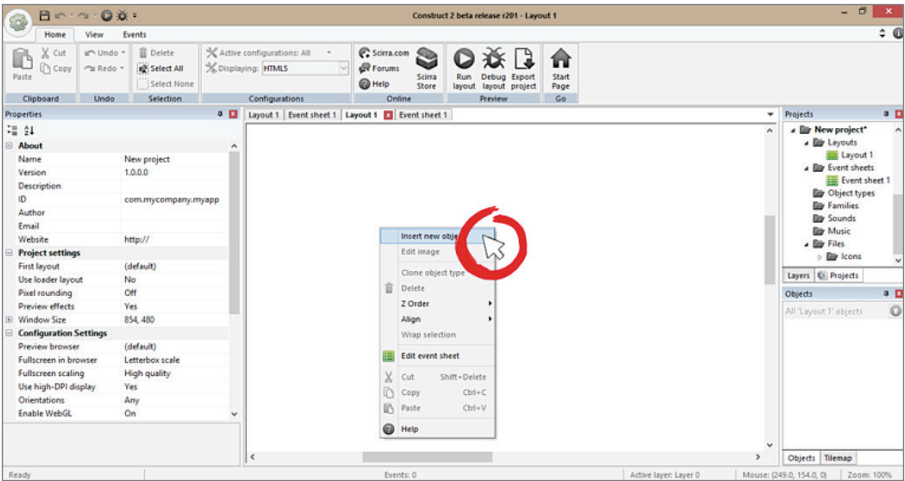 Construct 2 beta release r201 - Layout 1
Home View Events
Paste
Cut
Copy
Clipboard
Undo
Redo
Undo
Delete
Select All
Select None
Selection
Active configurations: All
Displaying: HTML5
Configurations
Scirra.com
Forums
Help
Scirra
Store
Online
Run
layout
Debug
layout
Export
project
Preview
Start
Page
Go
Properties
About
Name New project
Version 1.0.0.0
Description
ID com.mycompany.myapp
Author
Email
Website http://
Project settings
First layout (default)
Use loader layout No
Pixel rounding Off
Preview effects Yes
Window Size 854, 480
Configuration Settings
Preview browser (default)
Fullscreen in browser Letterbox scale
Fullscreen scaling High quality
Use high-DPI display Yes
Orientations Any
Enable WebGL On
Layout 1 Event sheet 1 Layout 1 Event sheet 1
Insert new obje
Edit image
Clone object type
Delete
Z Order
Align
Wrap selection
Edit event sheet
Cut Shift+Delete
Copy Ctrl+C
Paste Ctrl+V
Help
Projects
New project*
Layouts
Layout 1
Event sheets
Event sheet 1
Object types
Families
Sounds
Music
Files
Icons
Layers Projects
Objects
All 'Layout 1' objects
Objects Tilemap
Ready Events: 0 Active layer: Layer 0 Mouse: (249.0, 154.0, 0) Zoom: 100%